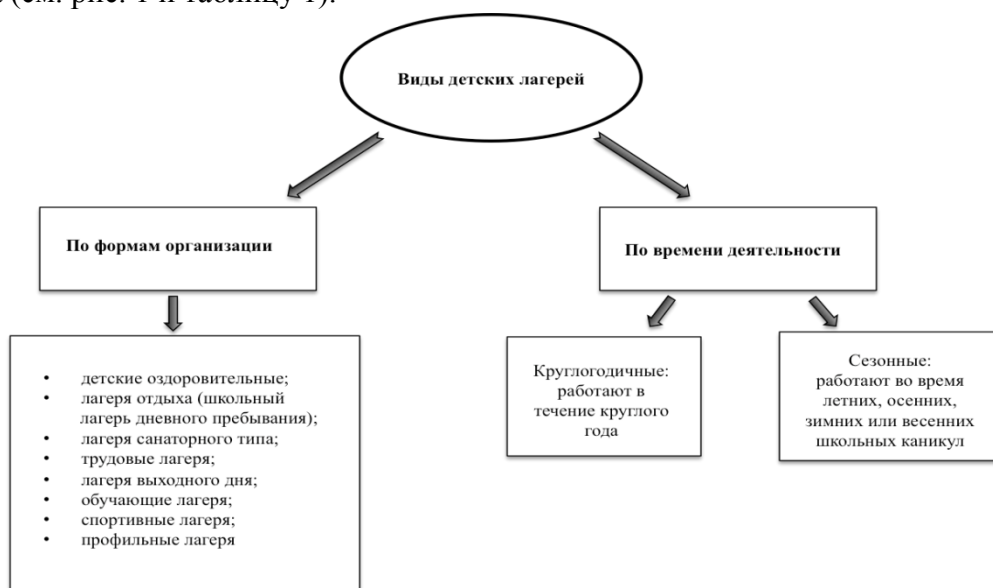 (см. рис. 1 и таблицу 1).
Виды детских лагерей
По формам организации
По времени деятельности
• детские оздоровительные;
• лагеря отдыха (школьный
лагерь дневного пребывания);
• лагеря санаторного типа;
• трудовые лагеря;
• лагеря выходного дня;
• обучающие лагеря;
• спортивные лагеря;
• профильные лагеря
Круглогодичные:
работают в
течение круглого
года
Сезонные:
работают во время
летних, осенних,
зимних или весенних
школьных каникул